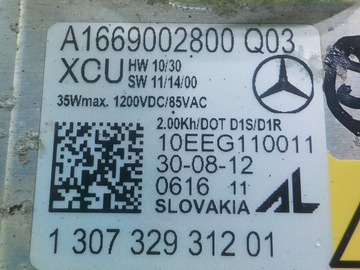 A1669002800 Q03
XCU HW 10/30
SW 11/14/00
35Wmax. 1200VDC/85VAC
2.00Kh/DOT D1S/D1R
10EEG110011
30-08-12
0616 11
SLOVAKIA AL
1 307 329 312 01